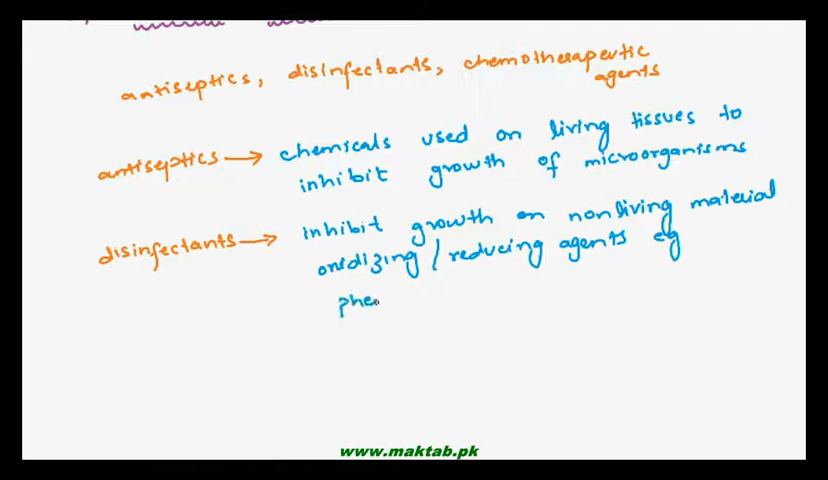 antiseptics, disinfectants, chemotherapeutic
agents
antiseptics → chemicals used on living tissues to
inhibit growth of microorganisms
disinfectants → inhibit growth on nonliving material
oxidizing / reducing agents eg
phe
www.maktab.pk